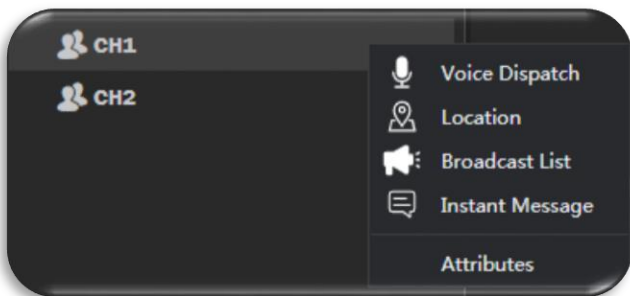 CH1
CH2
Voice Dispatch
Location
Broadcast List
Instant Message
Attributes